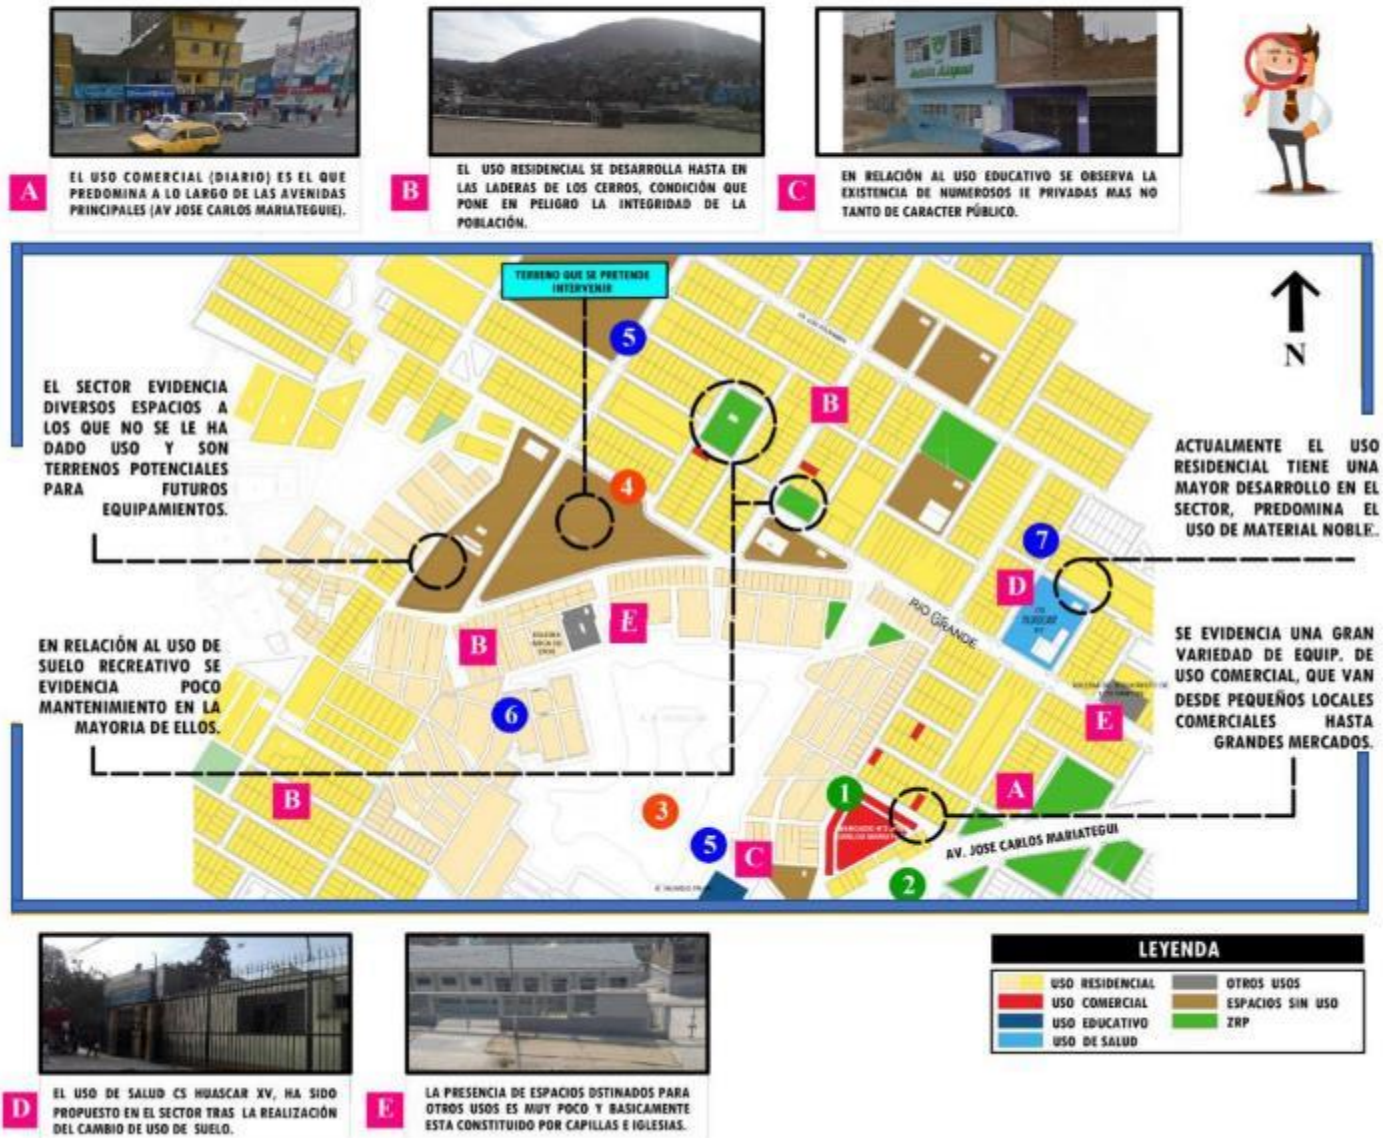 A
EL USO COMERCIAL (DIARIO) ES EL QUE
PREDOMINA A LO LARGO DE LAS AVENIDAS
PRINCIPALES (AV JOSE CARLOS MARIATEGUIE).
B
EL USO RESIDENCIAL SE DESARROLLA HASTA EN
LAS LADERAS DE LOS CERROS, CONDICIÓN QUE
PONE EN PELIGRO LA INTEGRIDAD DE LA
POBLACIÓN.
C
EN RELACIÓN AL USO EDUCATIVO SE OBSERVA LA
EXISTENCIA DE NUMEROSOS IE PRIVADAS MAS NO
TANTO DE CARACTER PÚBLICO.
TERRENO QUE SE PRETENDE
INTERVENIR
N
EL SECTOR EVIDENCIA
DIVERSOS ESPACIOS A
LOS QUE NO SE LE HA
DADO USO Y SON
TERRENOS POTENCIALES
PARA FUTUROS
EQUIPAMIENTOS.
EN RELACIÓN AL USO DE
SUELO RECREATIVO SE
EVIDENCIA POCO
MANTENIMIENTO EN LA
MAYORIA DE ELLOS.
5
B
4
7
D
B
E
RIO GRANDE
6
E
B
3
5
C
1
A
2
AV. JOSE CARLOS MARIATEGUI
ACTUALMENTE EL USO
RESIDENCIAL TIENE UNA
MAYOR DESARROLLO EN EL
SECTOR, PREDOMINA EL
USO DE MATERIAL NOBLE.
SE EVIDENCIA UNA GRAN
VARIEDAD DE EQUIP. DE
USO COMERCIAL, QUE VAN
DESDE PEQUEÑOS LOCALES
COMERCIALES HASTA
GRANDES MERCADOS.
D
EL USO DE SALUD CS HUASCAR XV, HA SIDO
PROPUESTO EN EL SECTOR TRAS LA REALIZACIÓN
DEL CAMBIO DE USO DE SUELO.
E
LA PRESENCIA DE ESPACIOS DSTINADOS PARA
OTROS USOS ES MUY POCO Y BASICAMENTE
ESTA CONSTITUIDO POR CAPILLAS E IGLESIAS.
LEYENDA
USO RESIDENCIAL
USO COMERCIAL
USO EDUCATIVO
USO DE SALUD
OTROS USOS
ESPACIOS SIN USO
ZRP